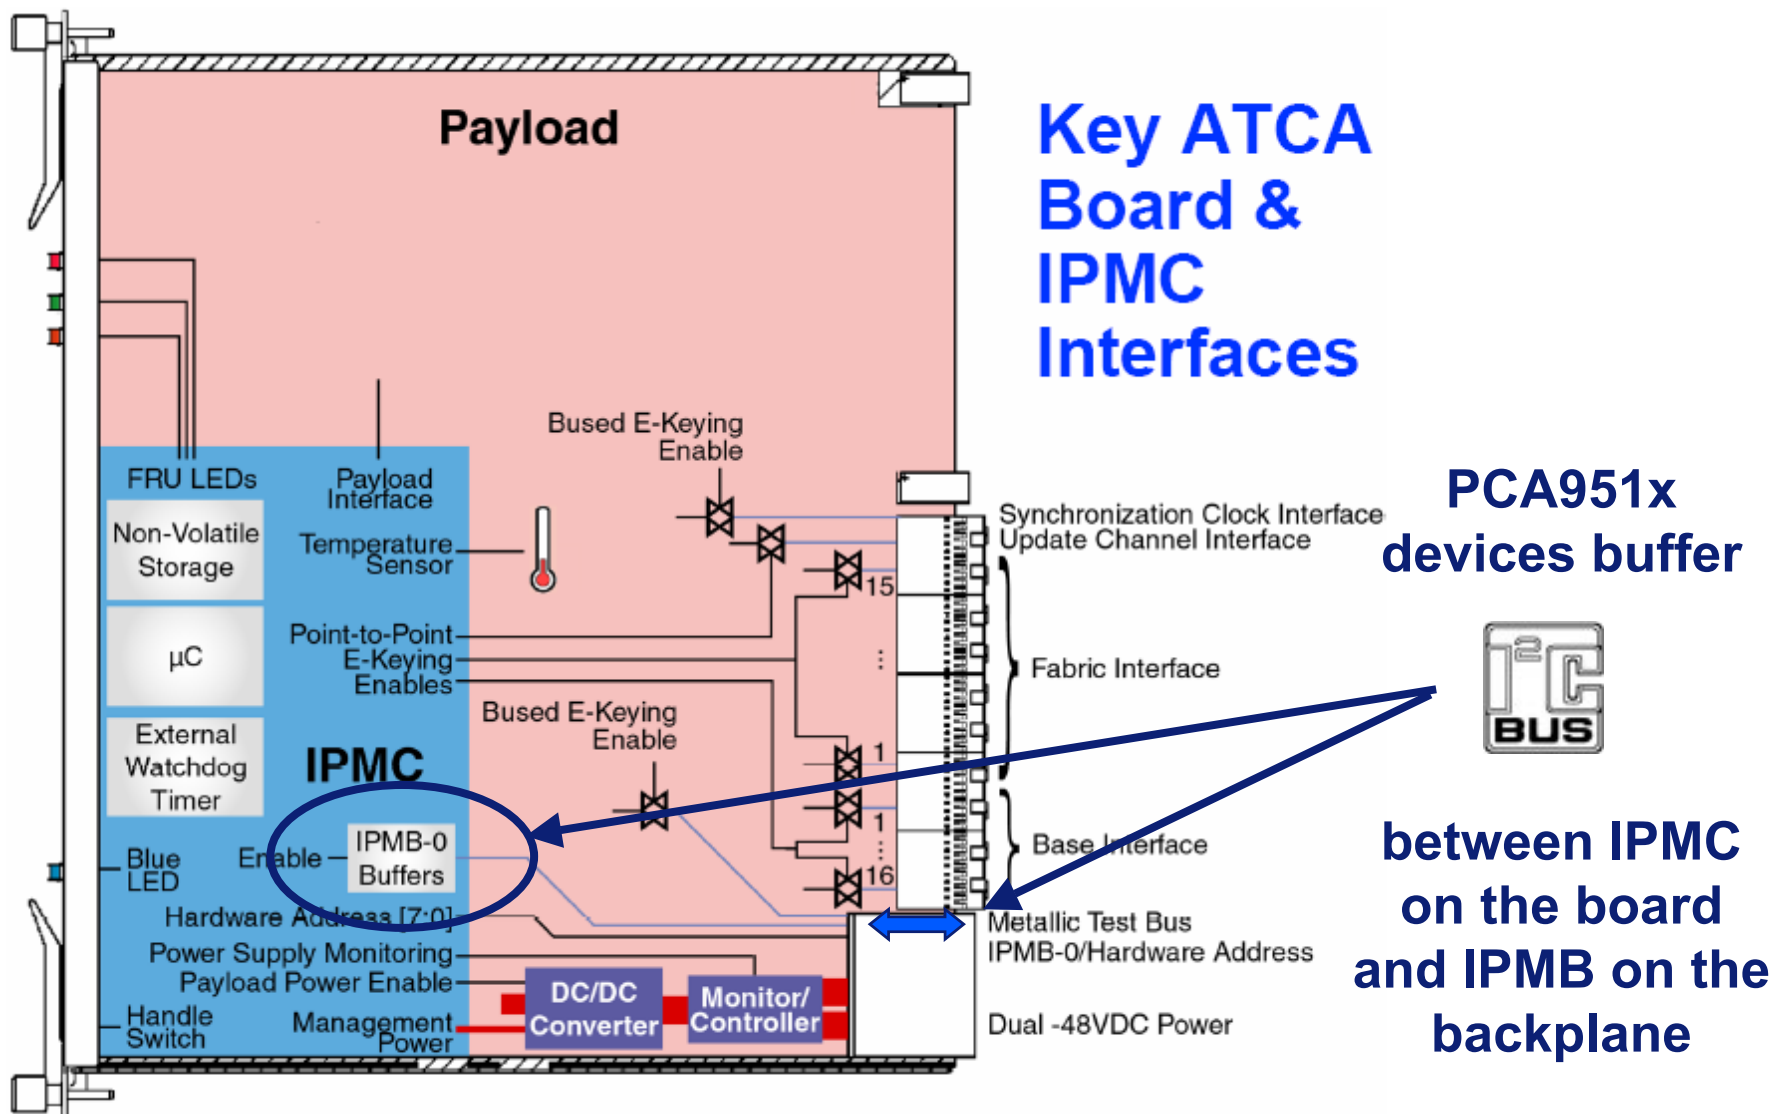 Payload
Key ATCA
Board &
IPMC
Interfaces
Bused E-Keying
Enable
FRU LEDs
Payload
Interface
Non-Volatile
Storage
Temperature
Sensor
15
Synchronization Clock Interface
Update Channel Interface
PCA951x
devices buffer
µC
Point-to-Point
E-Keying
Enables
...
Fabric Interface
I2C
BUS
External
Watchdog
Timer
IPMC
Bused E-Keying
Enable
1
1
...
16
Base Interface
between IPMC
on the board
and IPMB on the
backplane
Blue
LED
Enable
IPMB-0
Buffers
Hardware Address [7:0]
Power Supply Monitoring
Payload Power Enable
Handle
Switch
Management
Power
DC/DC
Converter
Monitor/
Controller
Metallic Test Bus
IPMB-0/Hardware Address
Dual -48VDC Power